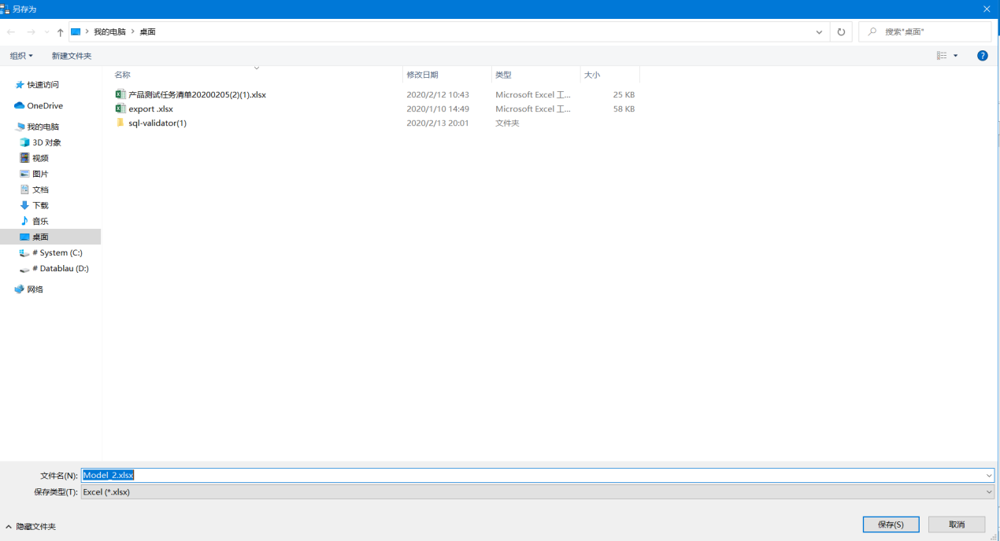 另存为
我的电脑 桌面 搜索"桌面"
组织 新建文件夹 ?
名称 修改日期 类型 大小
快速访问
OneDrive
我的电脑
3D 对象
视频
图片
文档
下载
音乐
桌面
# System (C:)
# Datablau (D:)
网络
产品测试任务清单20200205(2)(1).xlsx 2020/2/12 10:43 Microsoft Excel 工... 25 KB
export .xlsx 2020/1/10 14:49 Microsoft Excel 工... 58 KB
sql-validator(1) 2020/2/13 20:01 文件夹
文件名(N): Model_2.xlsx
保存类型(T): Excel (*.xlsx)
隐藏文件夹 保存(S) 取消